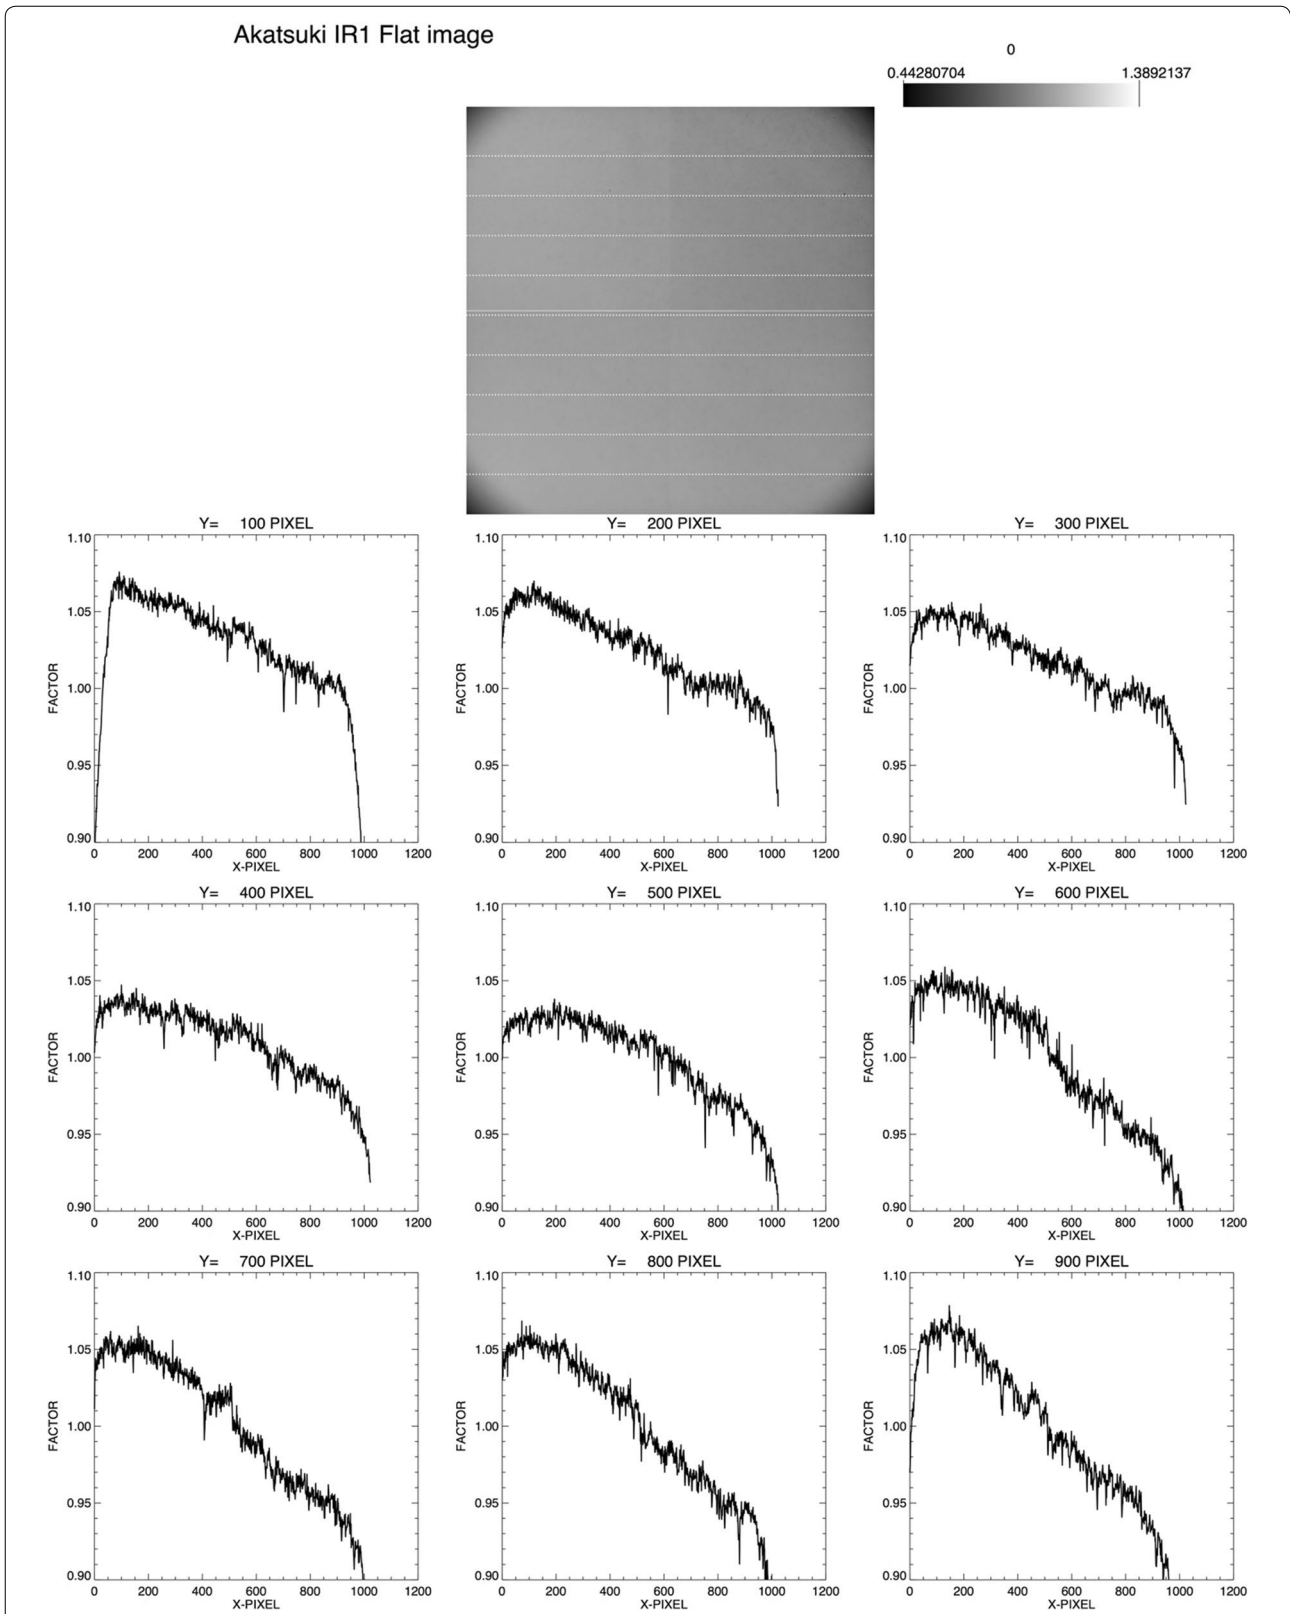 Akatsuki IR1 Flat image
0
0.44280704 1.3892137
Y= 100 PIXEL Y= 200 PIXEL Y= 300 PIXEL
1.10 1.10 1.10
1.05 1.05 1.05
FACTOR FACTOR FACTOR
1.00 1.00 1.00
0.95 0.95 0.95
0.90 0.90 0.90
0 200 400 600 800 1000 1200 0 200 400 600 800 1000 1200 0 200 400 600 800 1000 1200
X-PIXEL X-PIXEL X-PIXEL
Y= 400 PIXEL Y= 500 PIXEL Y= 600 PIXEL
1.10 1.10 1.10
1.05 1.05 1.05
FACTOR FACTOR FACTOR
1.00 1.00 1.00
0.95 0.95 0.95
0.90 0.90 0.90
0 200 400 600 800 1000 1200 0 200 400 600 800 1000 1200 0 200 400 600 800 1000 1200
X-PIXEL X-PIXEL X-PIXEL
Y= 700 PIXEL Y= 800 PIXEL Y= 900 PIXEL
1.10 1.10 1.10
1.05 1.05 1.05
FACTOR FACTOR FACTOR
1.00 1.00 1.00
0.95 0.95 0.95
0.90 0.90 0.90
0 200 400 600 800 1000 1200 0 200 400 600 800 1000 1200 0 200 400 600 800 1000 1200
X-PIXEL X-PIXEL X-PIXEL